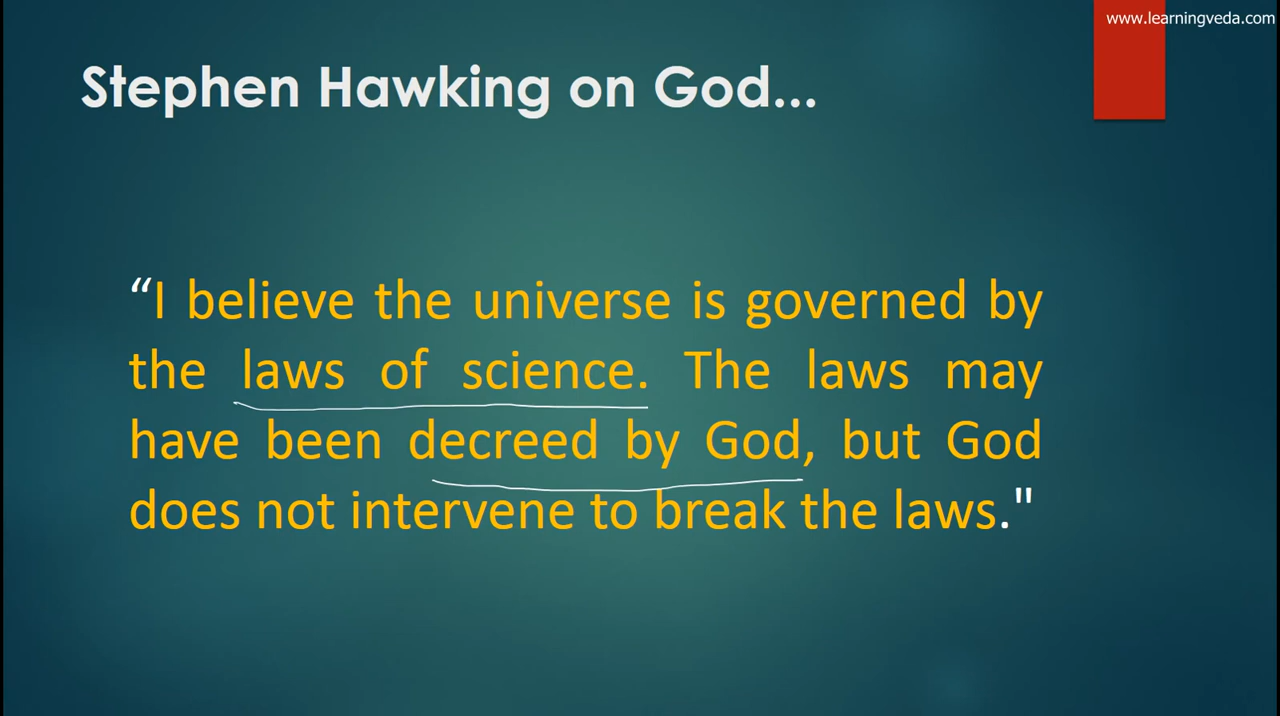 www.learningveda.com
Stephen Hawking on God...
“I believe the universe is governed by
the laws of science. The laws may
have been decreed by God, but God
does not intervene to break the laws."